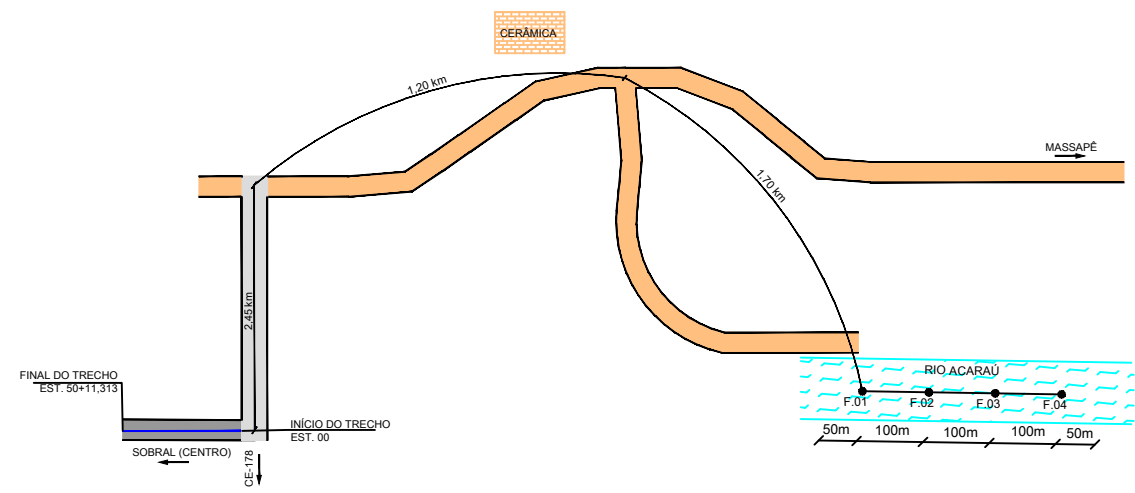 CERÂMICA
1,20 km
MASSAPÊ
1,70 km
2,45 km
FINAL DO TRECHO
EST. 50+11,313
RIO ACARAÚ
F.01
F.02
F.03
F.04
INÍCIO DO TRECHO
EST. 00
50m
100m
100m
100m
50m
SOBRAL (CENTRO)
CE-178